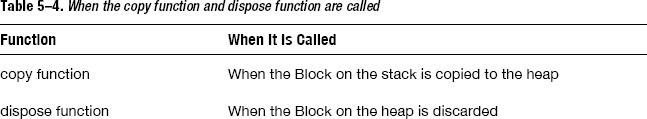 Table 5–4. When the copy function and dispose function are called
Function When It Is Called
copy function When the Block on the stack is copied to the heap
dispose function When the Block on the heap is discarded